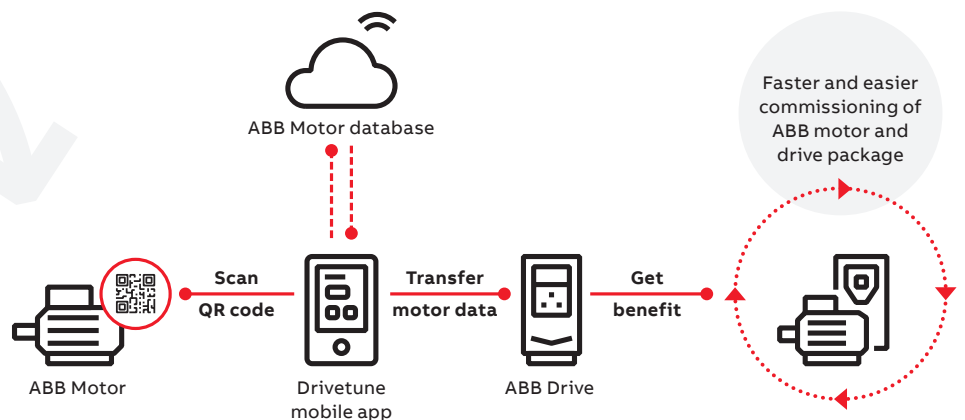 ABB Motor database
Faster and easier
commissioning of
ABB motor and
drive package
Scan
QR code
Transfer
motor data
Get
benefit
ABB Motor
Drivetune
mobile app
ABB Drive